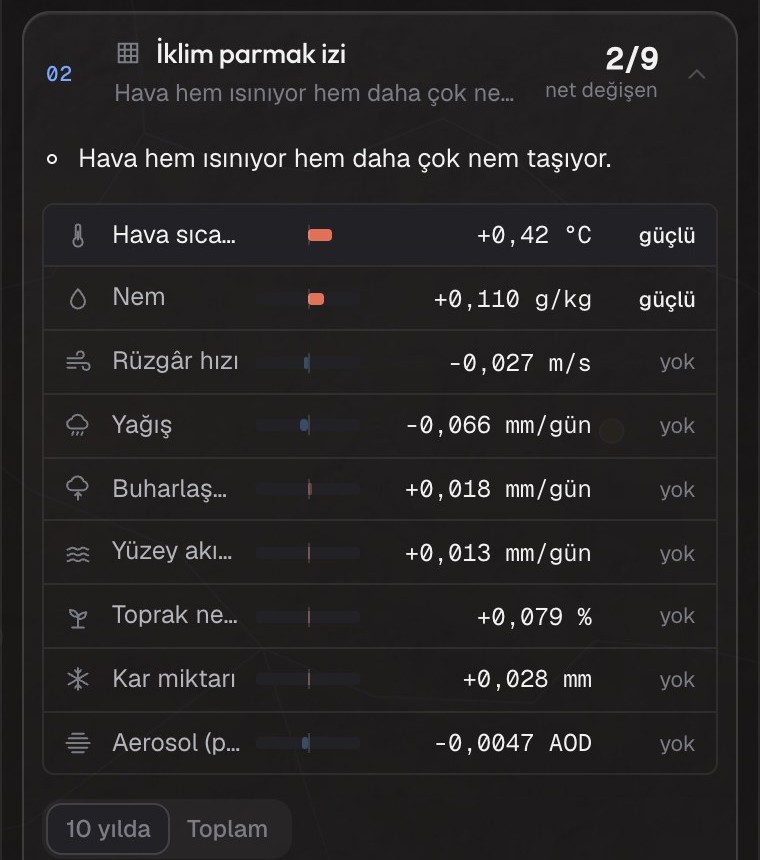 02
İklim parmak izi
2/9
Hava hem ısınıyor hem daha çok ne...
net değişen
Hava hem ısınıyor hem daha çok nem taşıyor.
Hava sıca... +0,42 °C güçlü
Nem +0,110 g/kg güçlü
Rüzgâr hızı -0,027 m/s yok
Yağış -0,066 mm/gün yok
Buharlaş... +0,018 mm/gün yok
Yüzey akı... +0,013 mm/gün yok
Toprak ne... +0,079 % yok
Kar miktarı +0,028 mm yok
Aerosol (p... -0,0047 AOD yok
10 yılda Toplam